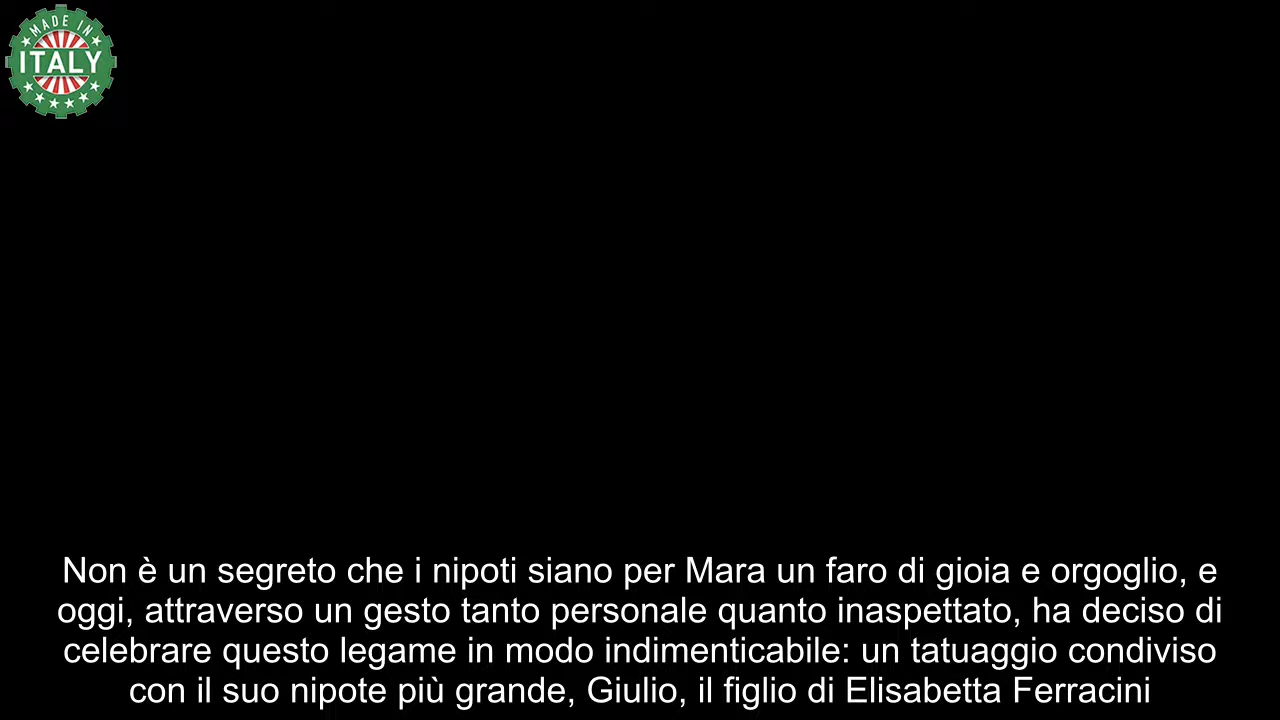 MADE IN
ITALY
Non è un segreto che i nipoti siano per Mara un faro di gioia e orgoglio, e
oggi, attraverso un gesto tanto personale quanto inaspettato, ha deciso di
celebrare questo legame in modo indimenticabile: un tatuaggio condiviso
con il suo nipote più grande, Giulio, il figlio di Elisabetta Ferracini